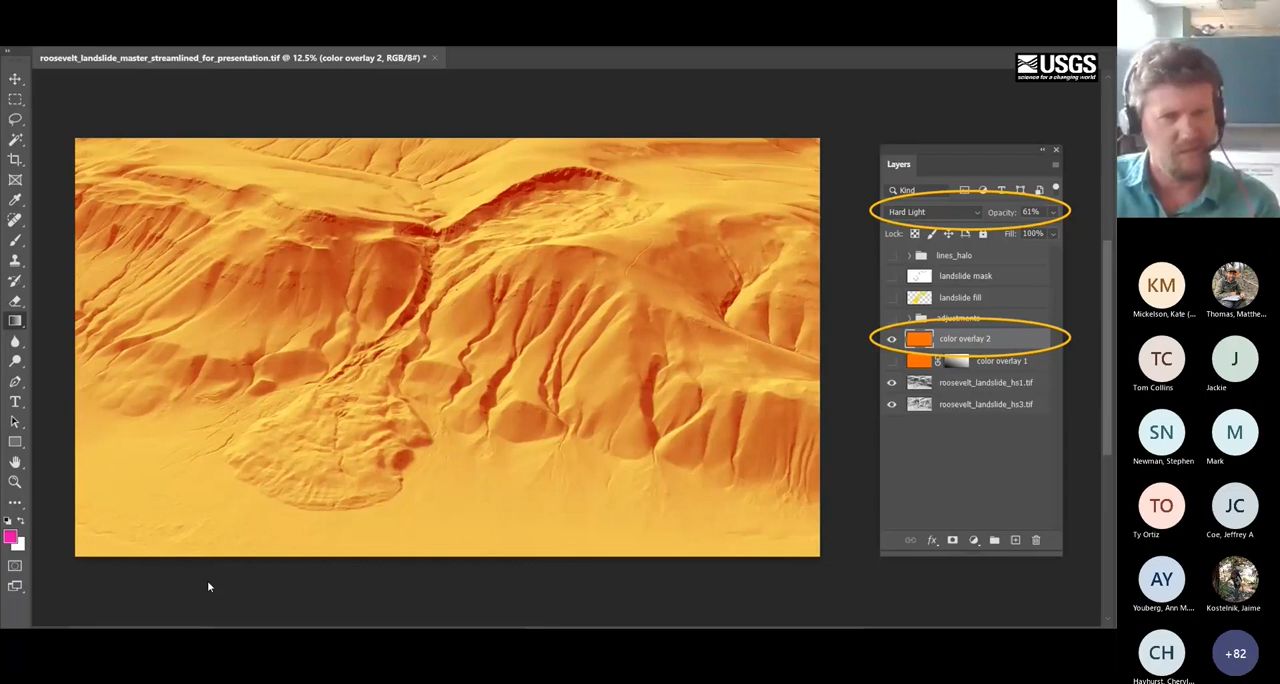 roosevelt_landslide_master_streamlined_for_presentation.tif @ 12.5% (color overlay 2, RGB/8#) *
USGS
science for a changing world
Layers
Kind
Hard Light
Opacity: 61%
Lock:
Fill: 100%
lines_halo
landslide mask
landslide fill
adjustments
color overlay 2
color overlay 1
roosevelt_landslide_hs1.tif
roosevelt_landslide_hs3.tif
fx
KM
Mickelson, Kate (...
Thomas, Matthe...
TC
Tom Collins
J
Jackie
SN
Newman, Stephen
M
Mark
TO
Ty Ortiz
JC
Coe, Jeffrey A
AY
Youberg, Ann M...
Kostelnik, Jaime
CH
Hayhurst, Cheryl...
+82